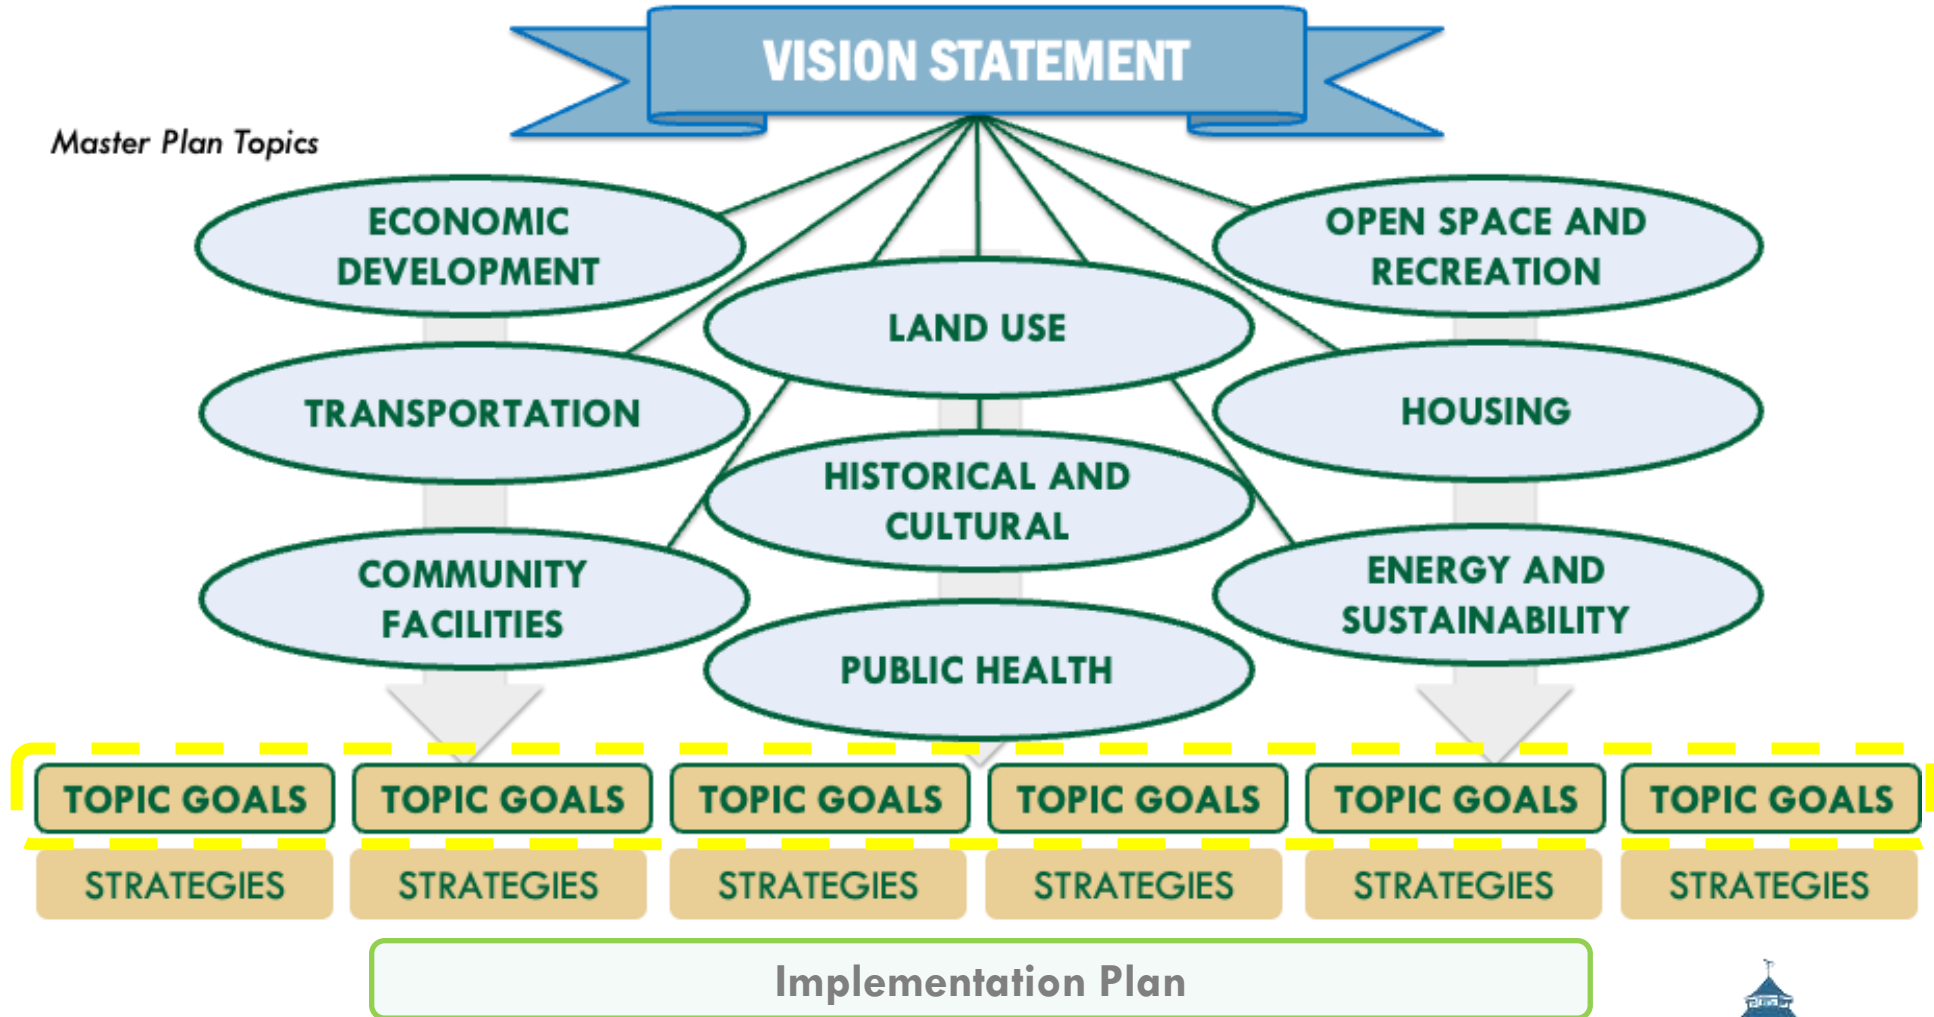 VISION STATEMENT
Master Plan Topics
ECONOMIC
DEVELOPMENT
OPEN SPACE AND
RECREATION
LAND USE
TRANSPORTATION
HOUSING
HISTORICAL AND
CULTURAL
COMMUNITY
FACILITIES
ENERGY AND
SUSTAINABILITY
PUBLIC HEALTH
TOPIC GOALS
TOPIC GOALS
TOPIC GOALS
TOPIC GOALS
TOPIC GOALS
TOPIC GOALS
STRATEGIES
STRATEGIES
STRATEGIES
STRATEGIES
STRATEGIES
STRATEGIES
Implementation Plan